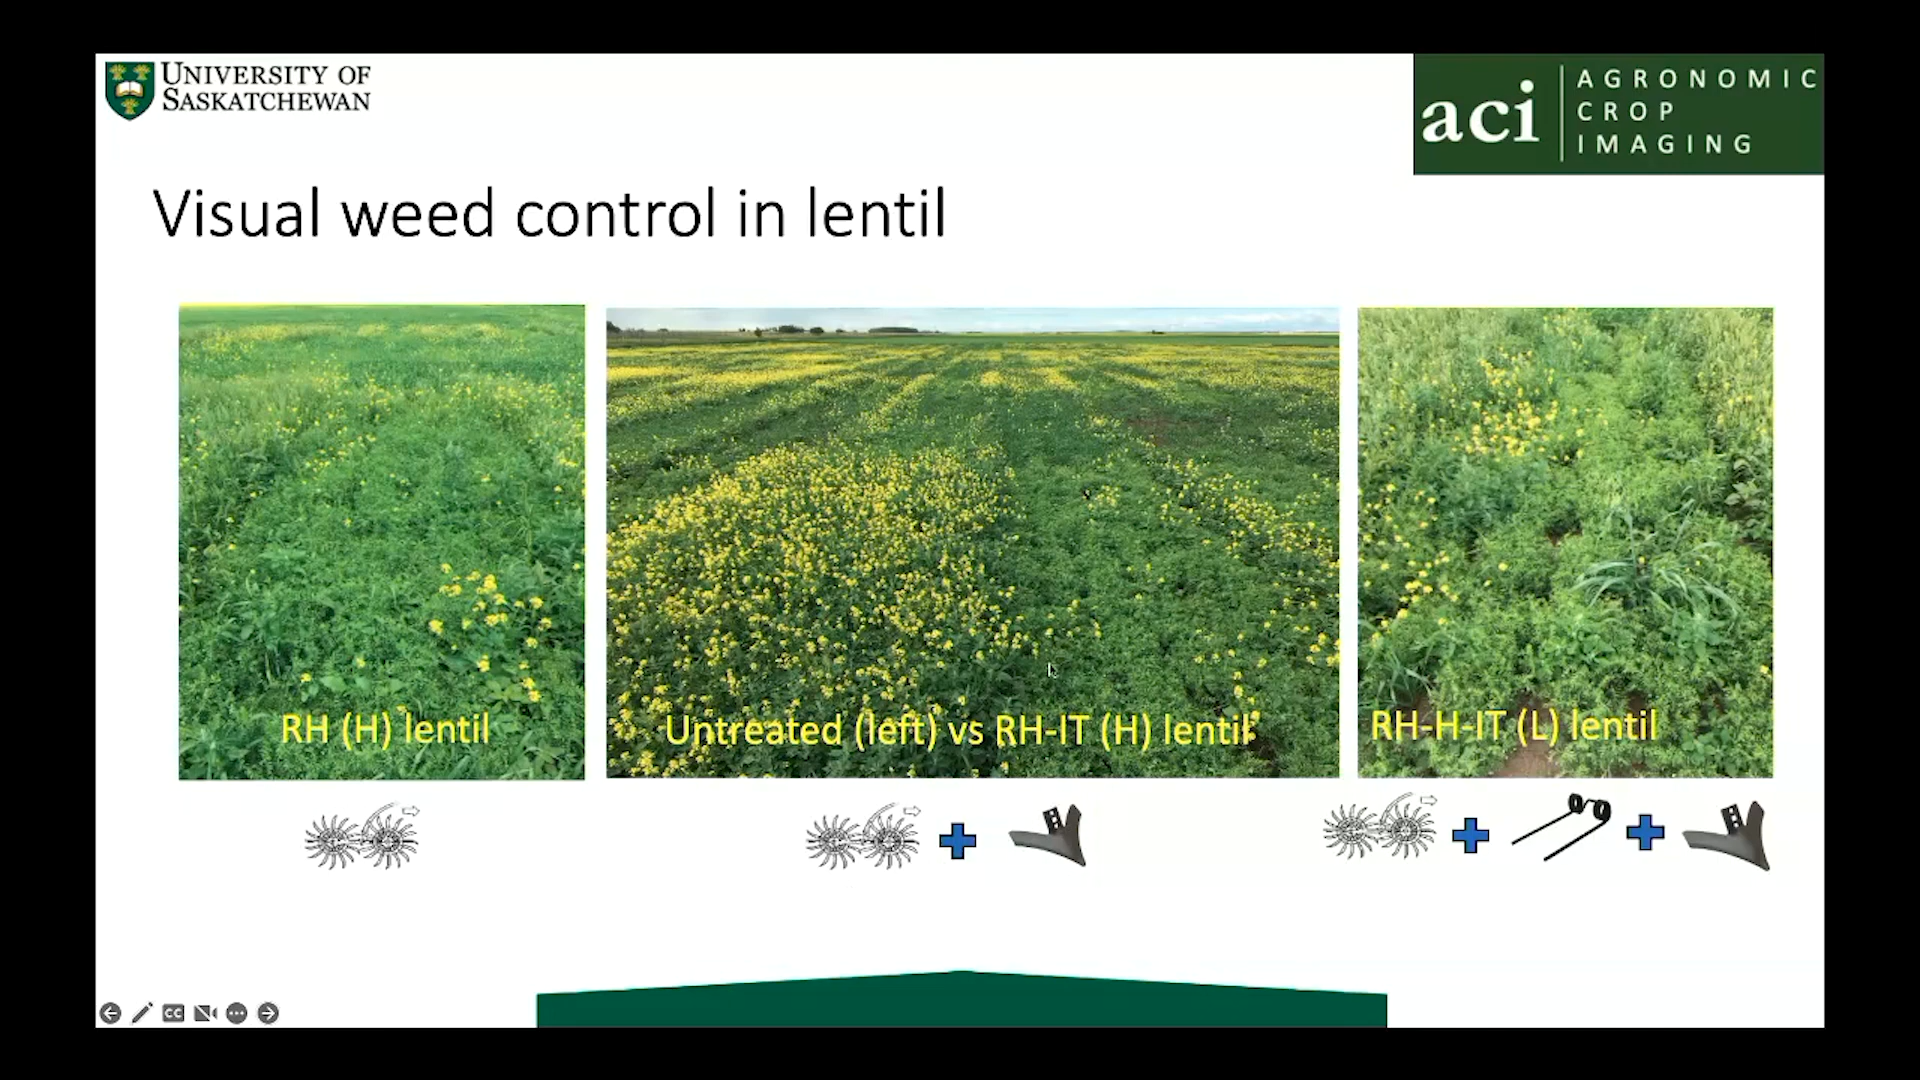 UNIVERSITY OF
SASKATCHEWAN
aci
AGRONOMIC
CROP
IMAGING
Visual weed control in lentil
RH (H) lentil
Untreated (left) vs RH-IT (H) lentil
RH-H-IT (L) lentil
CC